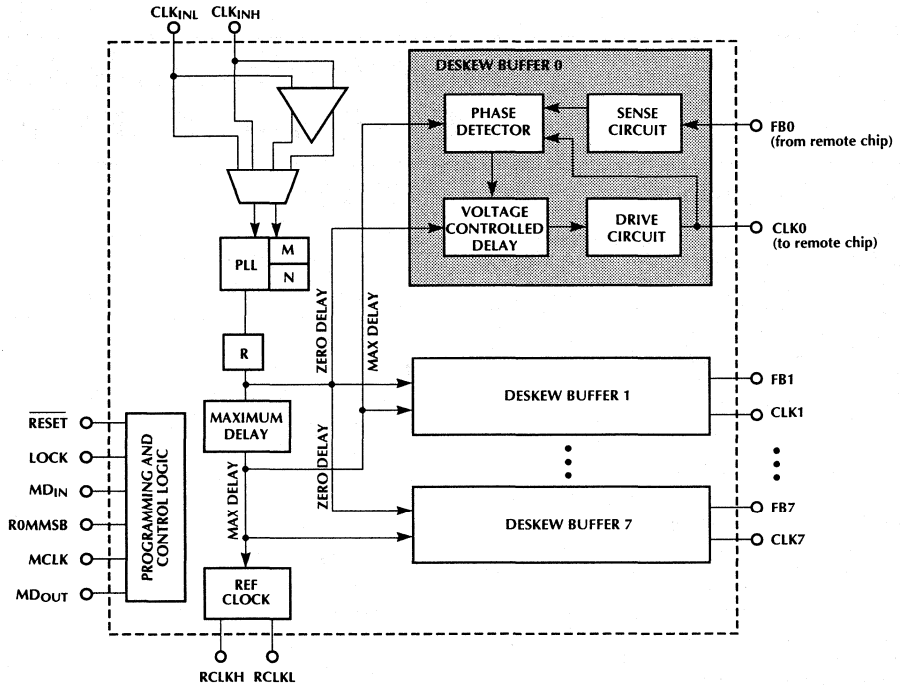 CLKINL CLKINH
DESKEW BUFFER 0
PHASE
DETECTOR
SENSE
CIRCUIT
FB0
(from remote chip)
VOLTAGE
CONTROLLED
DELAY
DRIVE
CIRCUIT
CLK0
(to remote chip)
PLL
M
N
ZERO DELAY
MAX DELAY
R
DESKEW BUFFER 1
FB1
CLK1
MAXIMUM
DELAY
RESET
LOCK
MDIN
R0MMSB
MCLK
MDOUT
PROGRAMMING AND
CONTROL LOGIC
MAX DELAY
ZERO DELAY
DESKEW BUFFER 7
FB7
CLK7
REF
CLOCK
RCLKH RCLKL